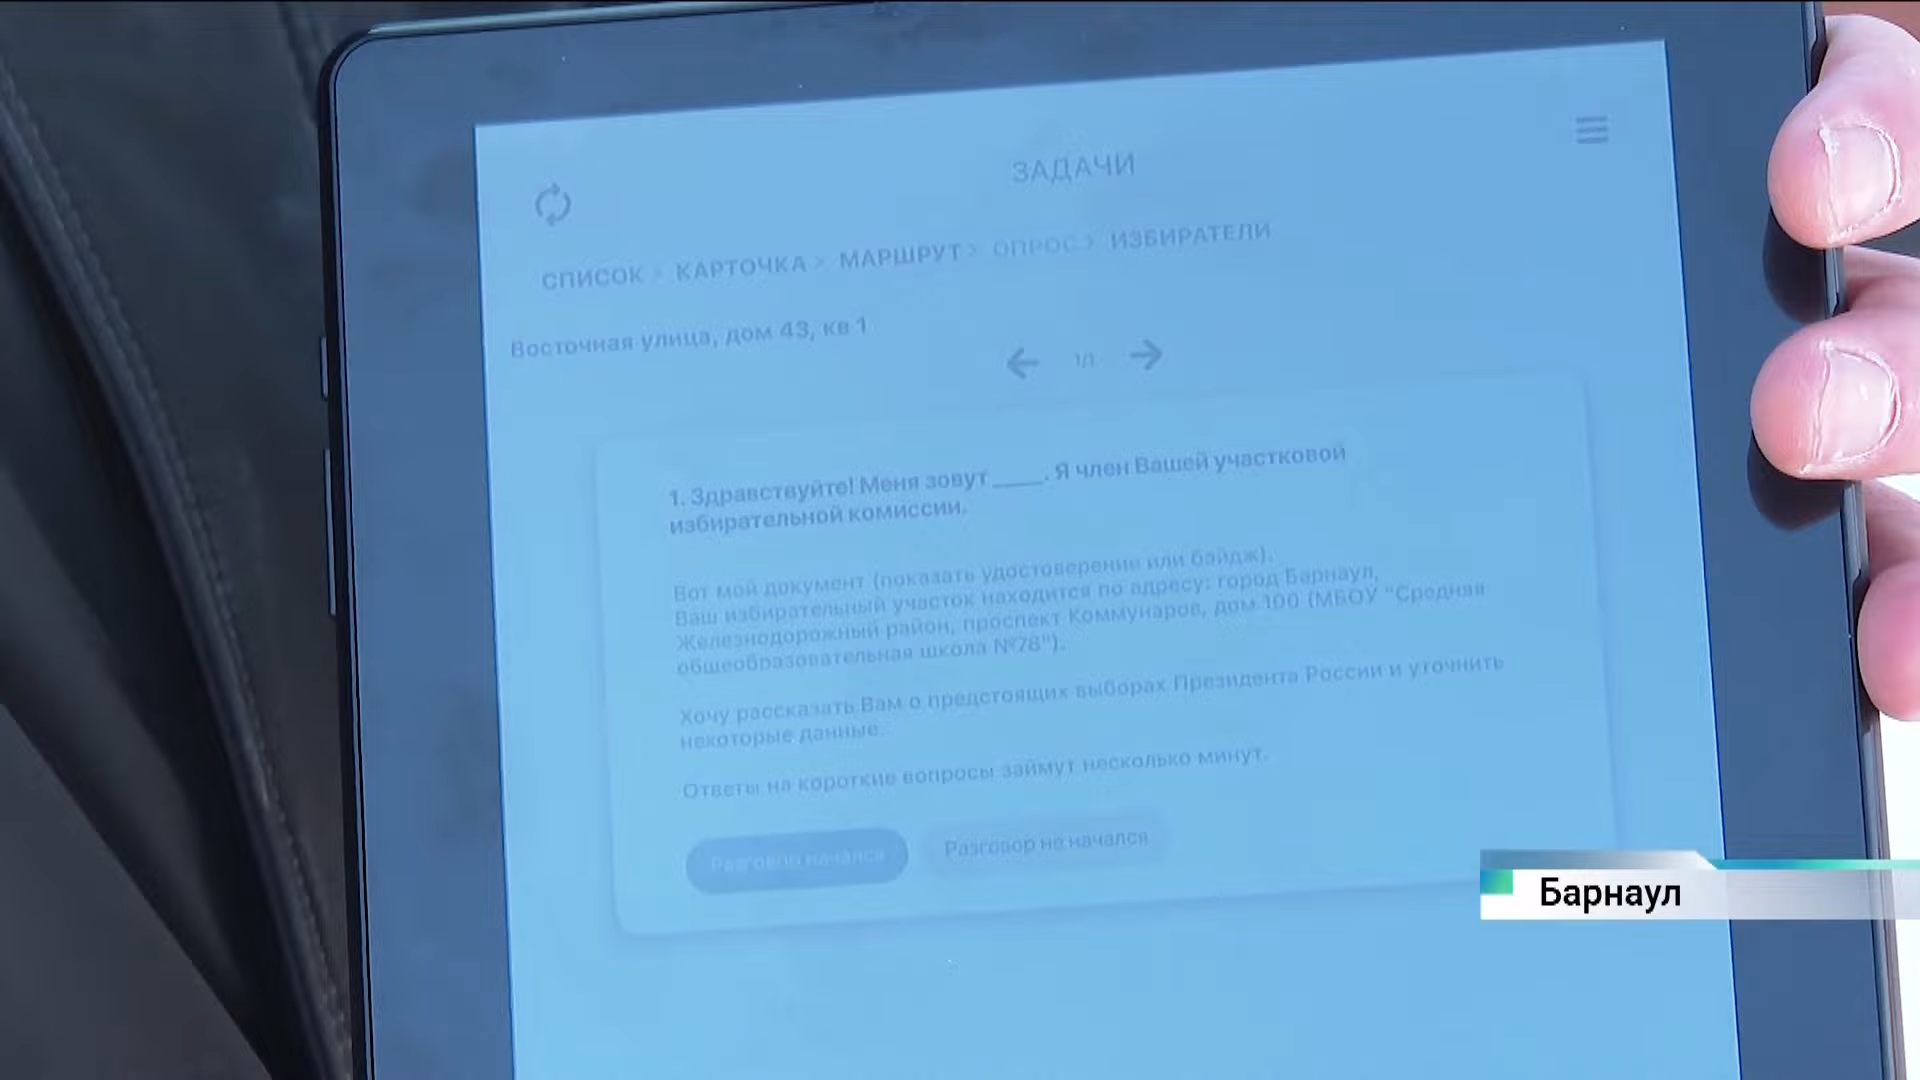 ЗАДАЧИ
СПИСОК > КАРТОЧКА > МАРШРУТ > ОПРОС > ИЗБИРАТЕЛИ
Восточная улица, дом 43, кв 1
1/1
1. Здравствуйте! Меня зовут ____. Я член Вашей участковой
избирательной комиссии.
Вот мой документ (показать удостоверение или бэйдж).
Ваш избирательный участок находится по адресу: город Барнаул,
Железнодорожный район, проспект Коммунаров, дом 100 (МБОУ "Средняя
общеобразовательная школа №78").
Хочу рассказать Вам о предстоящих выборах Президента России и уточнить
некоторые данные.
Ответы на короткие вопросы займут несколько минут.
Разговор начался
Разговор не начался
Барнаул